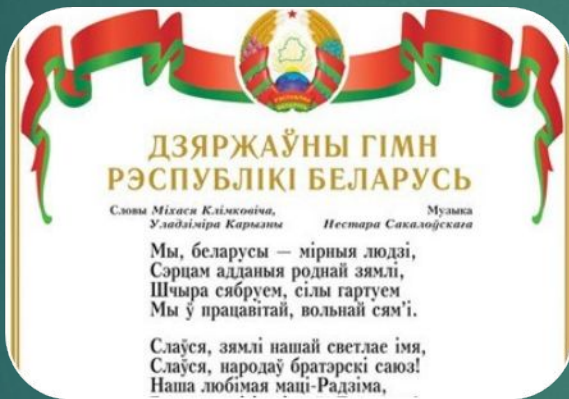 ДЗЯРЖАЎНЫ ГІМН
РЭСПУБЛІКІ БЕЛАРУСЬ
Словы Міхася Клімковіча,
Уладзіміра Карызны
Музыка
Нестара Сакалоўскага
Мы, беларусы — мірныя людзі,
Сэрцам адданыя роднай зямлі,
Шчыра сябруем, сілы гартуем
Мы ў працавітай, вольнай сям'і.
Слаўся, зямлі нашай светлае імя,
Слаўся, народаў братэрскі саюз!
Наша любімая маці-Радзіма,